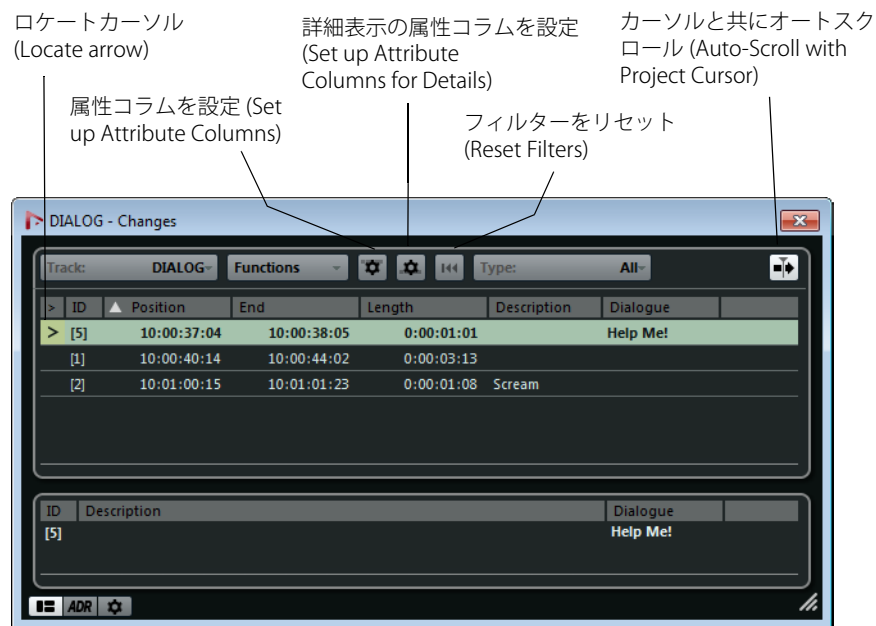 ロケートカーソル
(Locate arrow)
詳細表示の属性コラムを設定
(Set up Attribute
Columns for Details)
カーソルと共にオートスク
ロール (Auto-Scroll with
Project Cursor)
属性コラムを設定 (Set
up Attribute Columns)
フィルターをリセット
(Reset Filters)
DIALOG - Changes
Track: DIALOG Functions Type: All
> ID Position End Length Description Dialogue
> [5] 10:00:37:04 10:00:38:05 0:00:01:01 Help Me!
[1] 10:00:40:14 10:00:44:02 0:00:03:13
[2] 10:01:00:15 10:01:01:23 0:00:01:08 Scream
ID Description Dialogue
[5] Help Me!
ADR